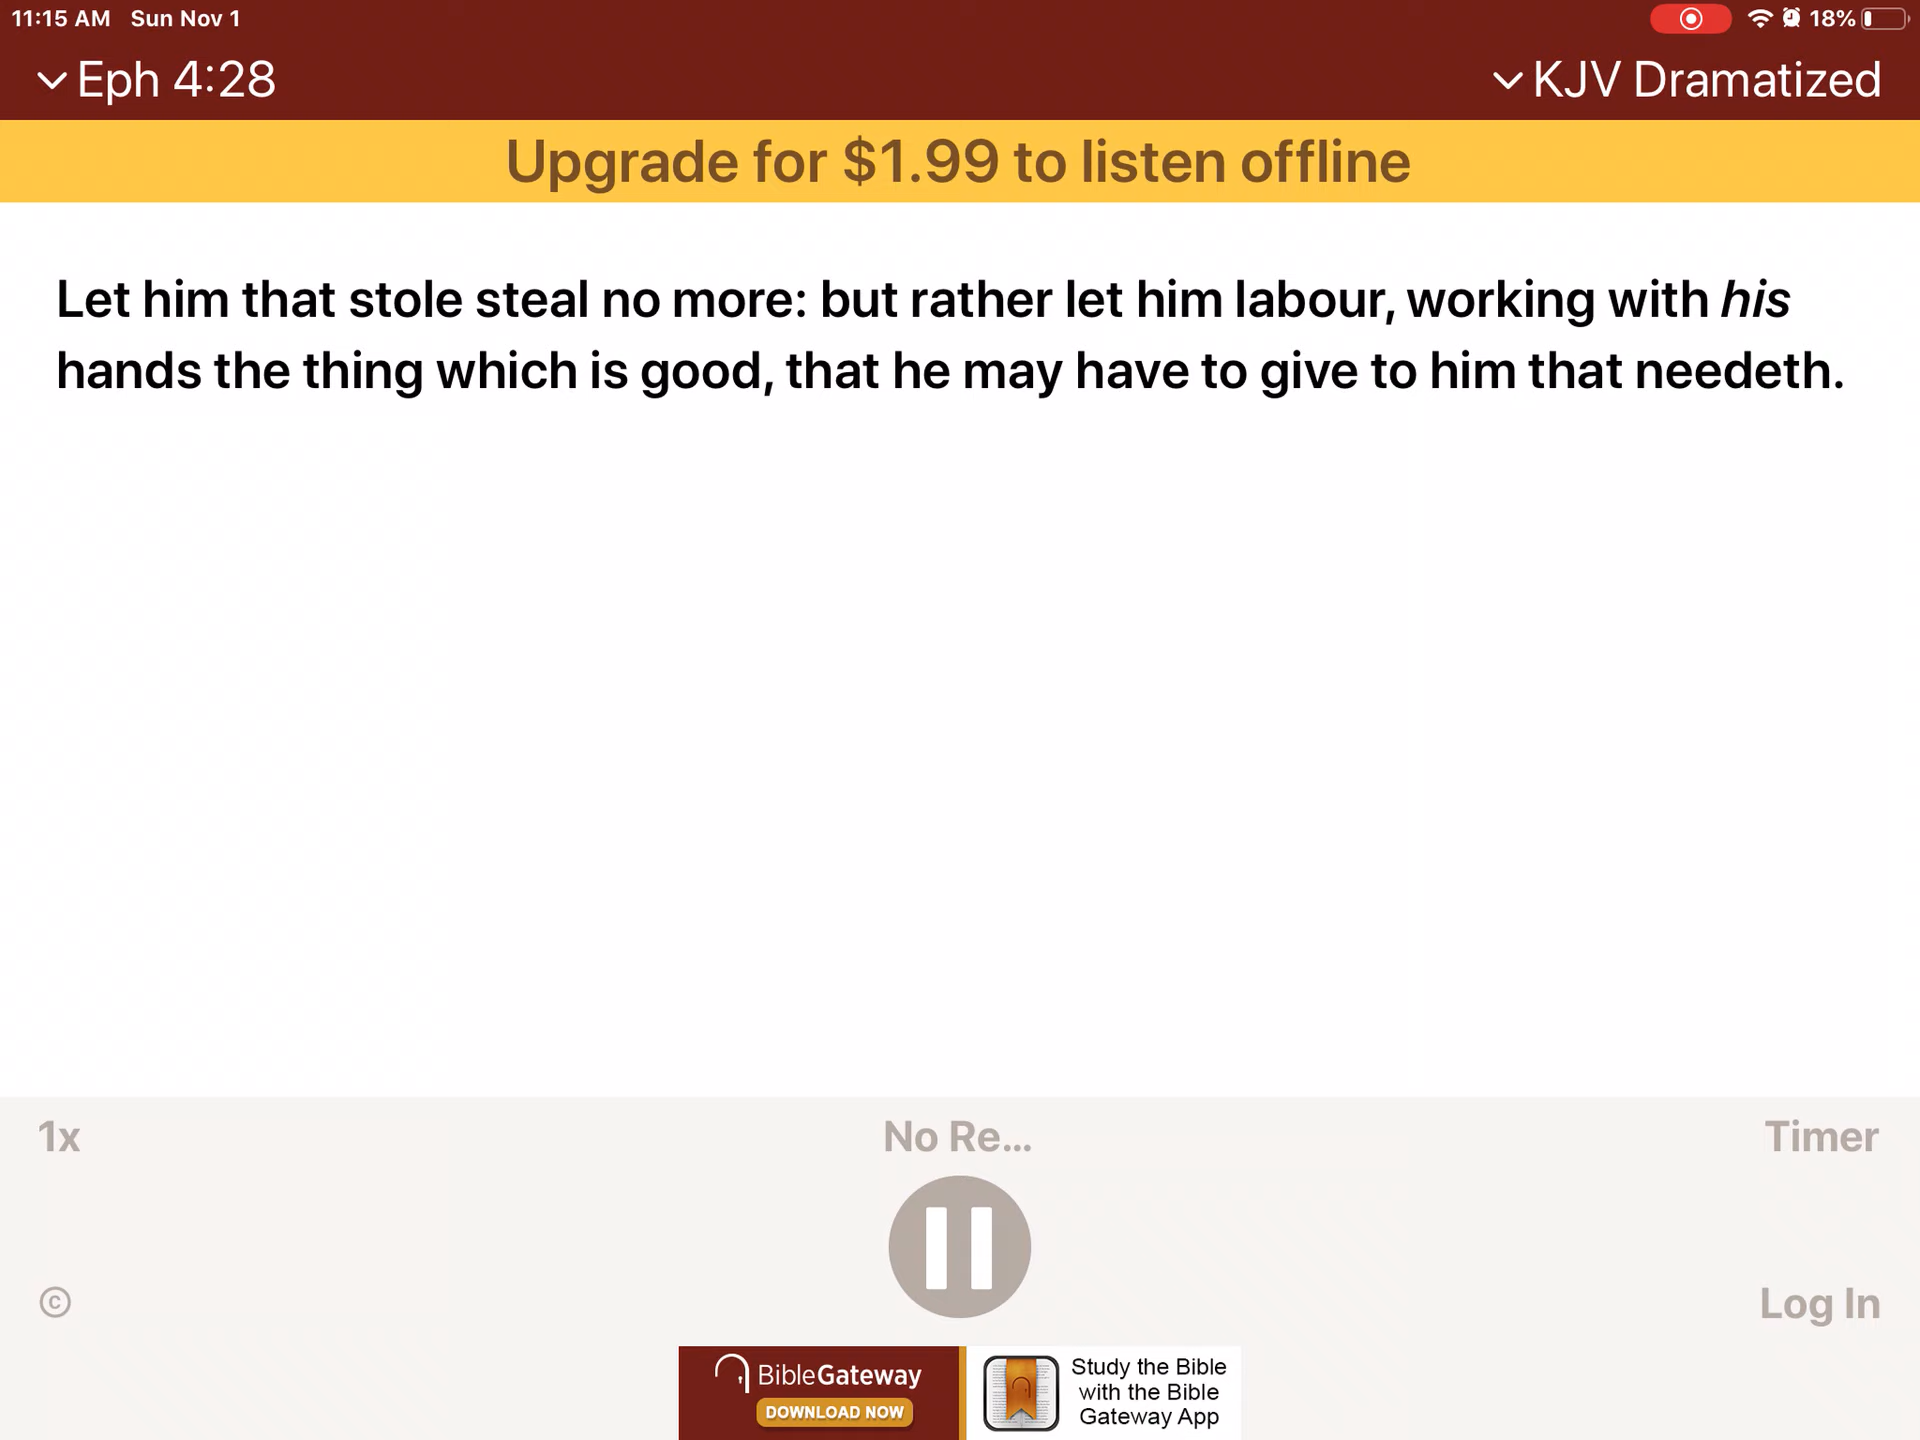 11:15 AM Sun Nov 1
18%
Eph 4:28
KJV Dramatized
Upgrade for $1.99 to listen offline
Let him that stole steal no more: but rather let him labour, working with his
hands the thing which is good, that he may have to give to him that needeth.
1x
No Re...
Timer
©
Log In
BibleGateway
DOWNLOAD NOW
Study the Bible
with the Bible
Gateway App